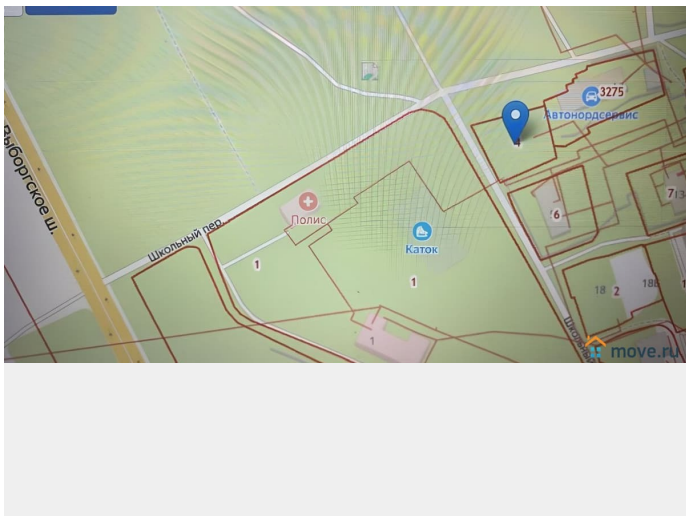 3275
Автонордсервис
Выборгское ш.
Полис
6
7
Школьный пер.
Каток
1
1
18
2
18Б
1
move.ru